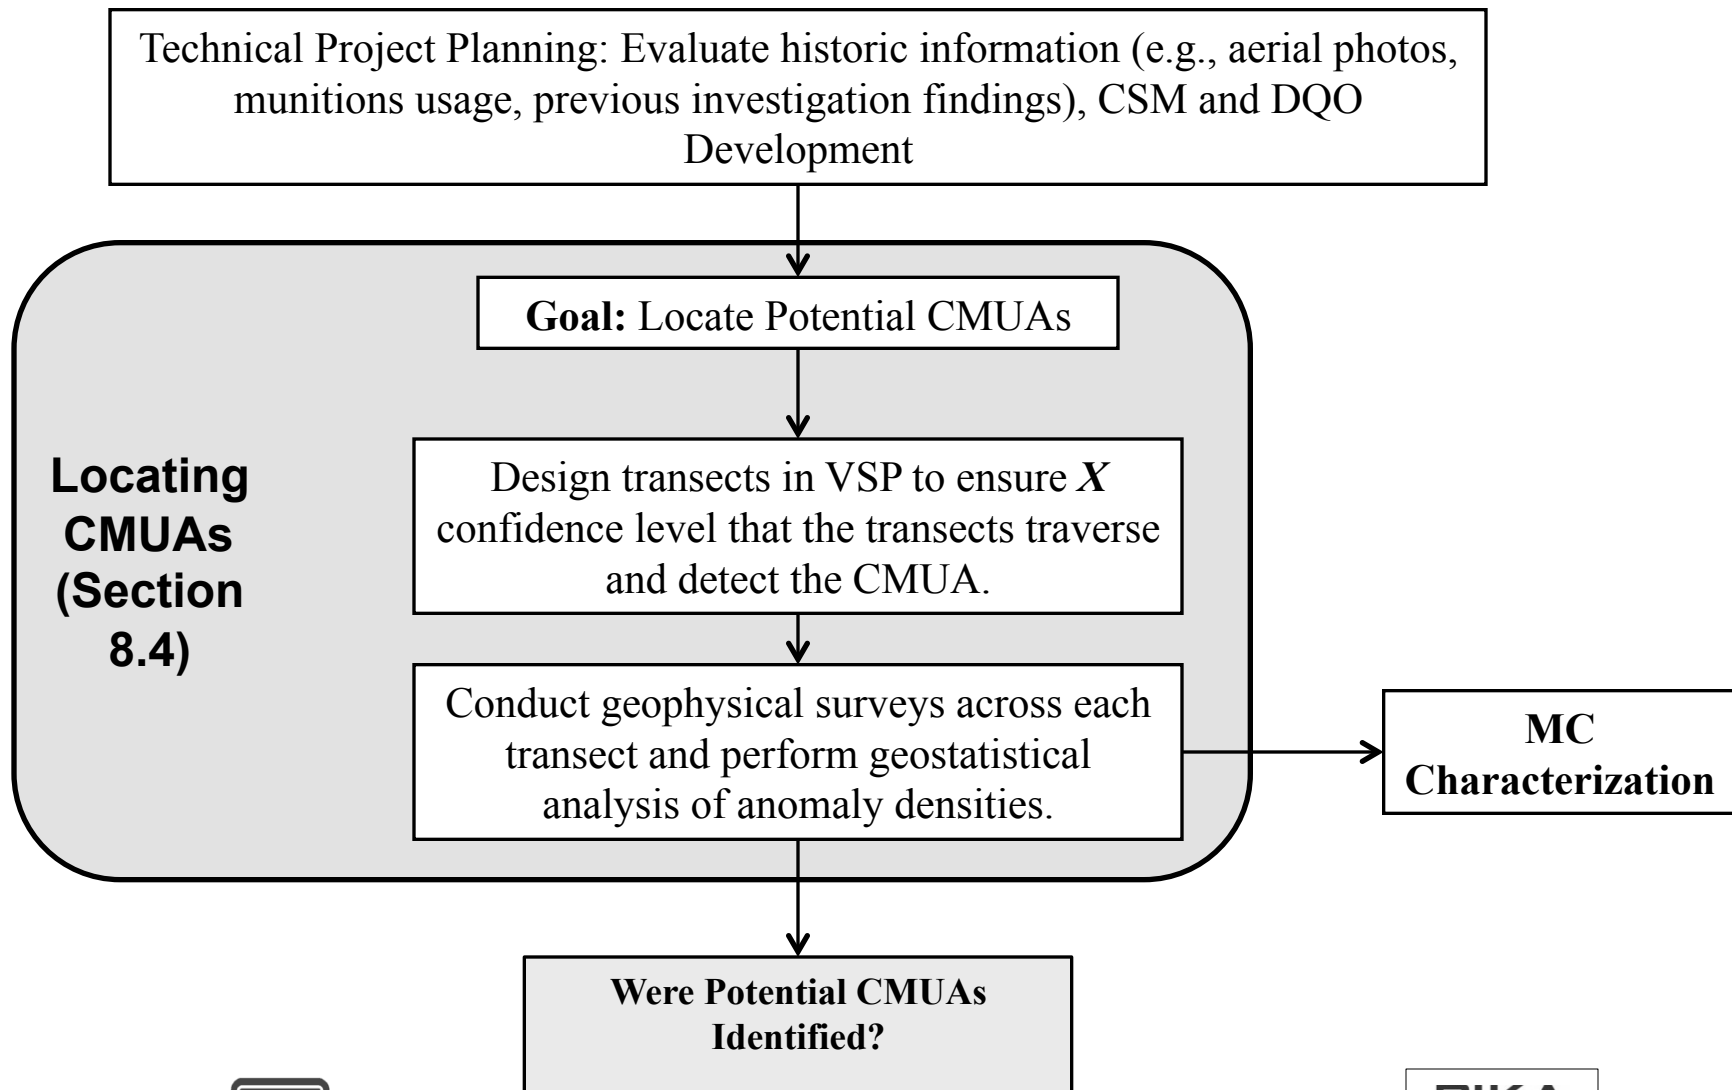 Technical Project Planning: Evaluate historic information (e.g., aerial photos,
munitions usage, previous investigation findings), CSM and DQO
Development
Goal: Locate Potential CMUAs
Locating
CMUAs
(Section
8.4)
Design transects in VSP to ensure X
confidence level that the transects traverse
and detect the CMUA.
Conduct geophysical surveys across each
transect and perform geostatistical
analysis of anomaly densities.
MC
Characterization
Were Potential CMUAs
Identified?